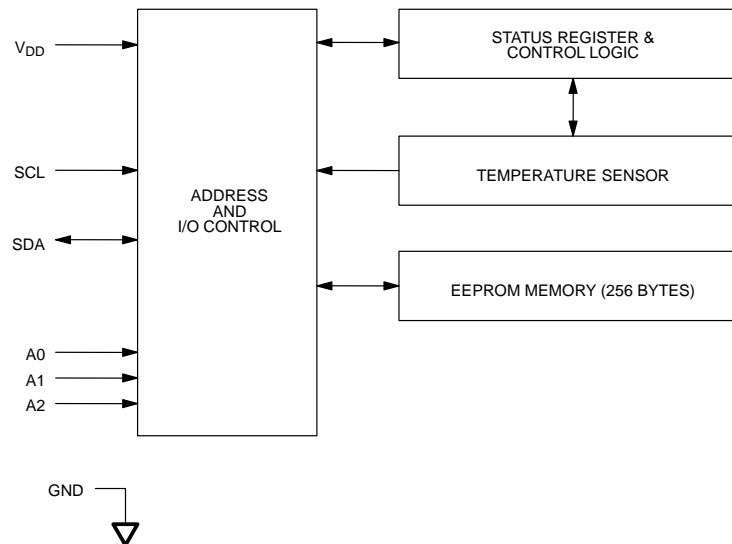 V_DD
SCL
SDA
A0
A1
A2
GND
ADDRESS
AND
I/O CONTROL
STATUS REGISTER &
CONTROL LOGIC
TEMPERATURE SENSOR
EEPROM MEMORY (256 BYTES)